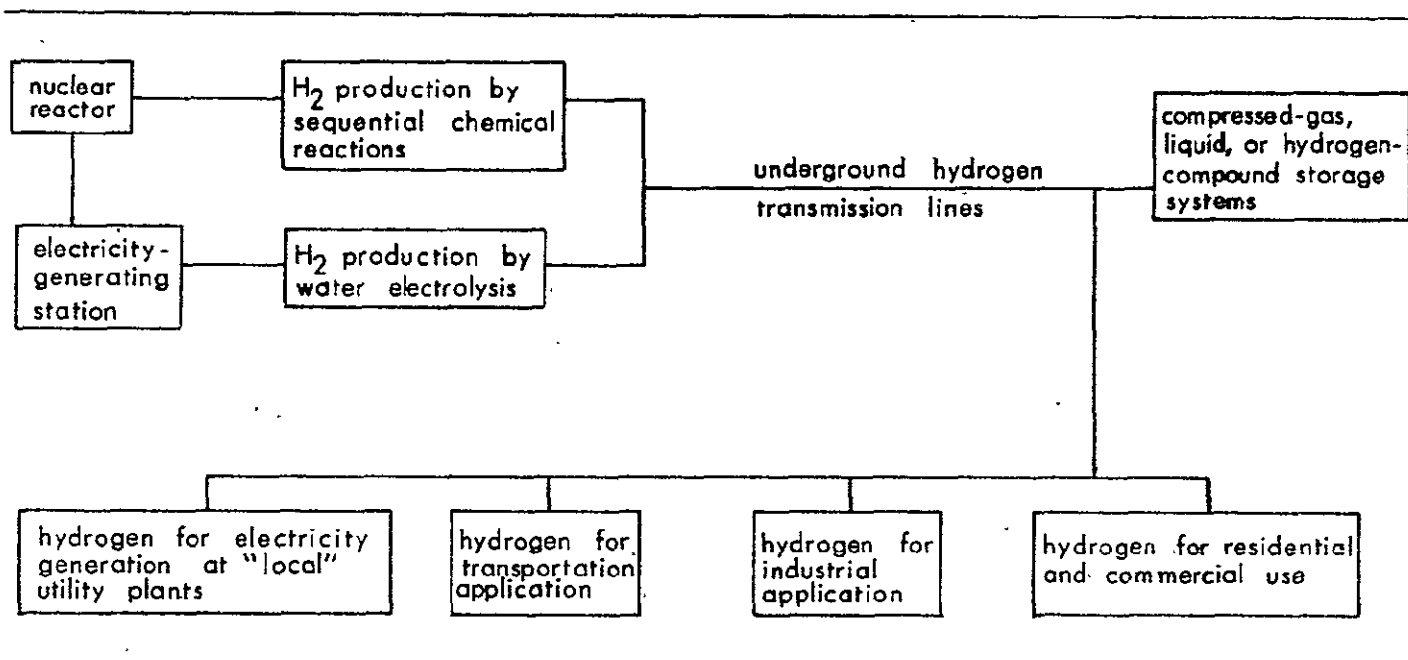 nuclear
reactor
H₂ production by
sequential chemical
reactions
compressed-gas,
liquid, or hydrogen-
compound storage
systems
underground hydrogen
transmission lines
electricity-
generating
station
H₂ production by
water electrolysis
hydrogen for electricity
generation at "local"
utility plants
hydrogen for
transportation
application
hydrogen for
industrial
application
hydrogen for residential
and commercial use